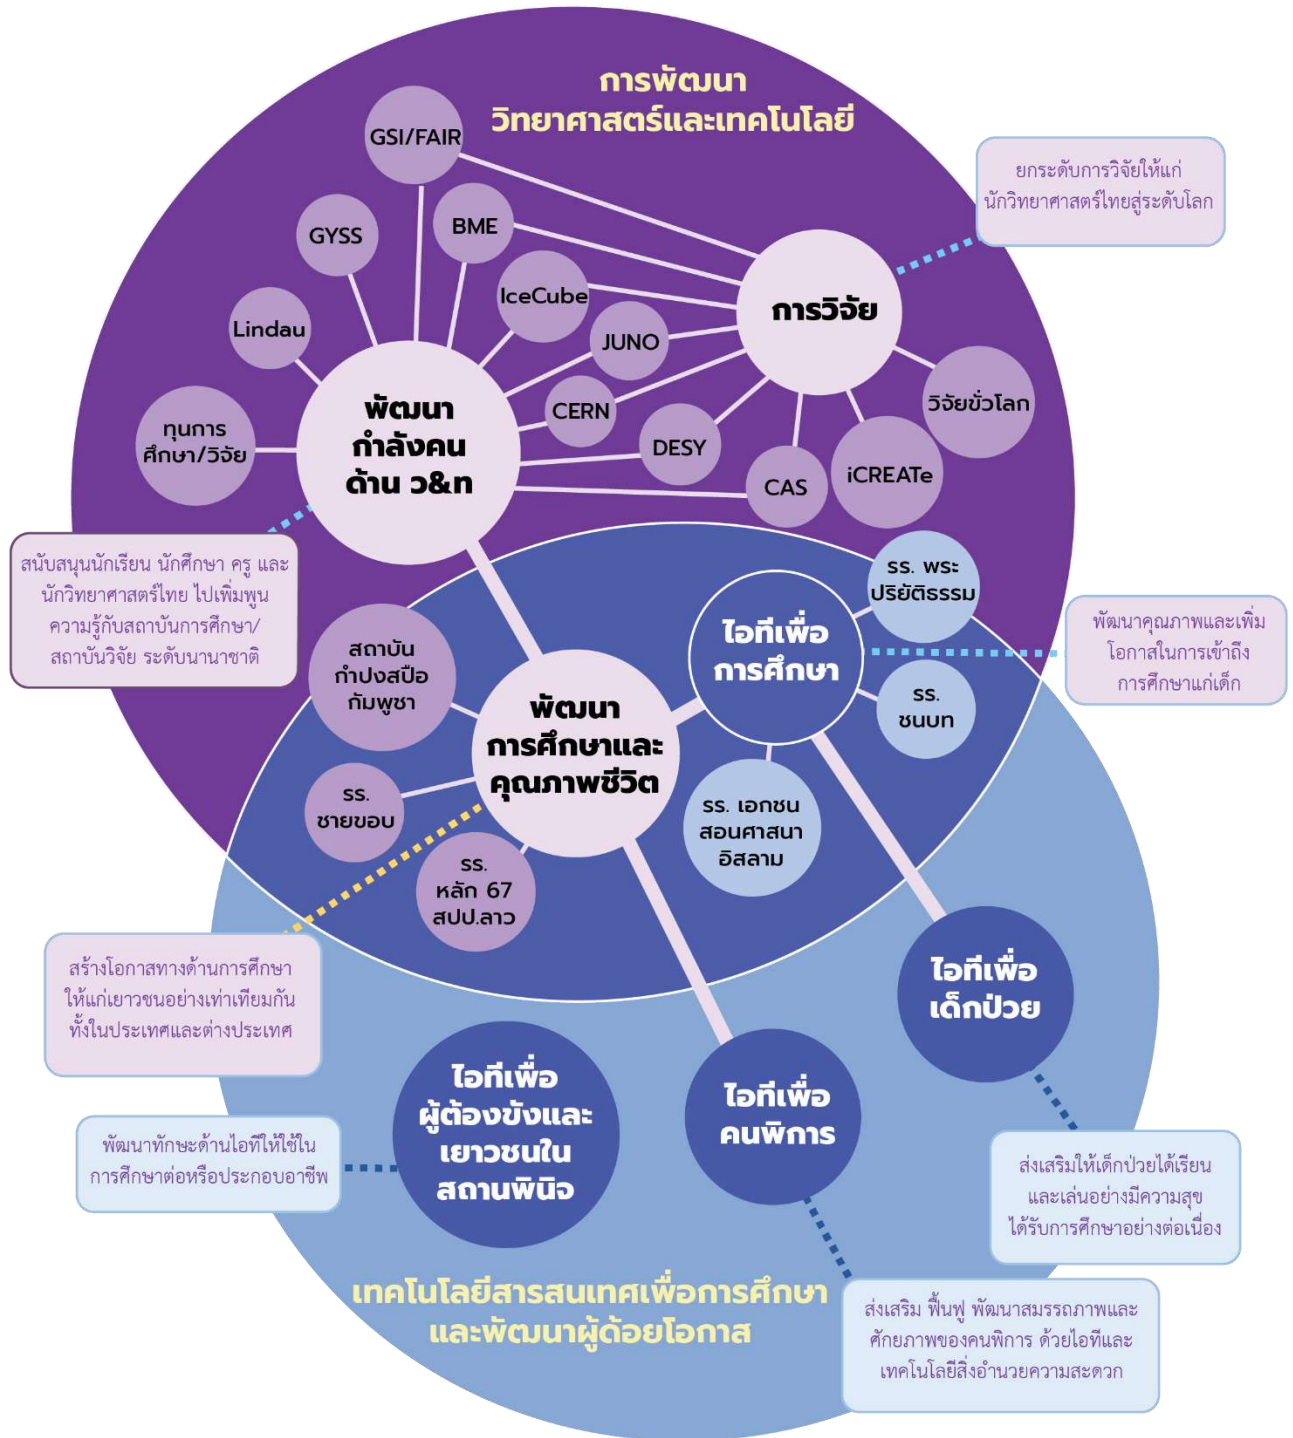 การพัฒนา
วิทยาศาสตร์และเทคโนโลยี
GSI/FAIR
GYSS
BME
IceCube
Lindau
JUNO
CERN
ทุนการ
ศึกษา/วิจัย
DESY
CAS
iCREATe
วิจัยขั่วโลก
การวิจัย
ยกระดับการวิจัยให้แก่
นักวิทยาศาสตร์ไทยสู่ระดับโลก
พัฒนา
กำลังคน
ด้าน ว&ท
สนับสนุนนักเรียน นักศึกษา ครู และ
นักวิทยาศาสตร์ไทย ไปเพิ่มพูน
ความรู้กับสถาบันการศึกษา/
สถาบันวิจัย ระดับนานาชาติ
สถาบัน
กำปงสปือ
กัมพูชา
พัฒนา
การศึกษาและ
คุณภาพชีวิต
ไอทีเพื่อ
การศึกษา
รร. พระ
ปริยัติธรรม
รร.
ชนบท
พัฒนาคุณภาพและเพิ่ม
โอกาสในการเข้าถึง
การศึกษาแก่เด็ก
รร.
ชายขอบ
รร.
หลัก 67
สปป.ลาว
รร. เอกชน
สอนศาสนา
อิสลาม
สร้างโอกาสทางด้านการศึกษา
ให้แก่เยาวชนอย่างเท่าเทียมกัน
ทั้งในประเทศและต่างประเทศ
ไอทีเพื่อ
เด็กป่วย
ไอทีเพื่อ
ผู้ต้องขังและ
เยาวชนใน
สถานพินิจ
ไอทีเพื่อ
คนพิการ
พัฒนาทักษะด้านไอทีให้ใช้ใน
การศึกษาต่อหรือประกอบอาชีพ
ส่งเสริมให้เด็กป่วยได้เรียน
และเล่นอย่างมีความสุข
ได้รับการศึกษาอย่างต่อเนื่อง
เทคโนโลยีสารสนเทศเพื่อการศึกษา
และพัฒนาผู้ด้อยโอกาส
ส่งเสริม ฟื้นฟู พัฒนาสมรรถภาพและ
ศักยภาพของคนพิการ ด้วยไอทีและ
เทคโนโลยีสิ่งอำนวยความสะดวก